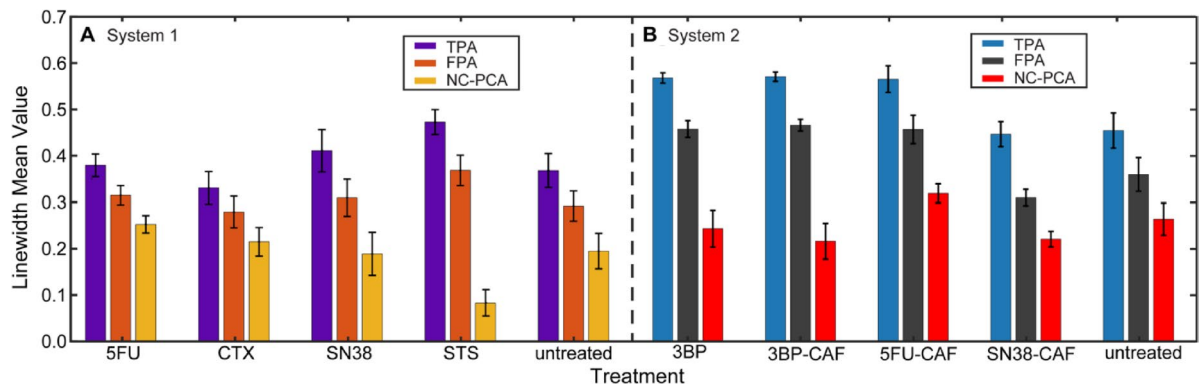 A System 1
TPA
FPA
NC-PCA
B System 2
TPA
FPA
NC-PCA
Linewidth Mean Value
0.7
0.6
0.5
0.4
0.3
0.2
0.1
0.0
5FU CTX SN38 STS untreated 3BP 3BP-CAF 5FU-CAF SN38-CAF untreated
Treatment